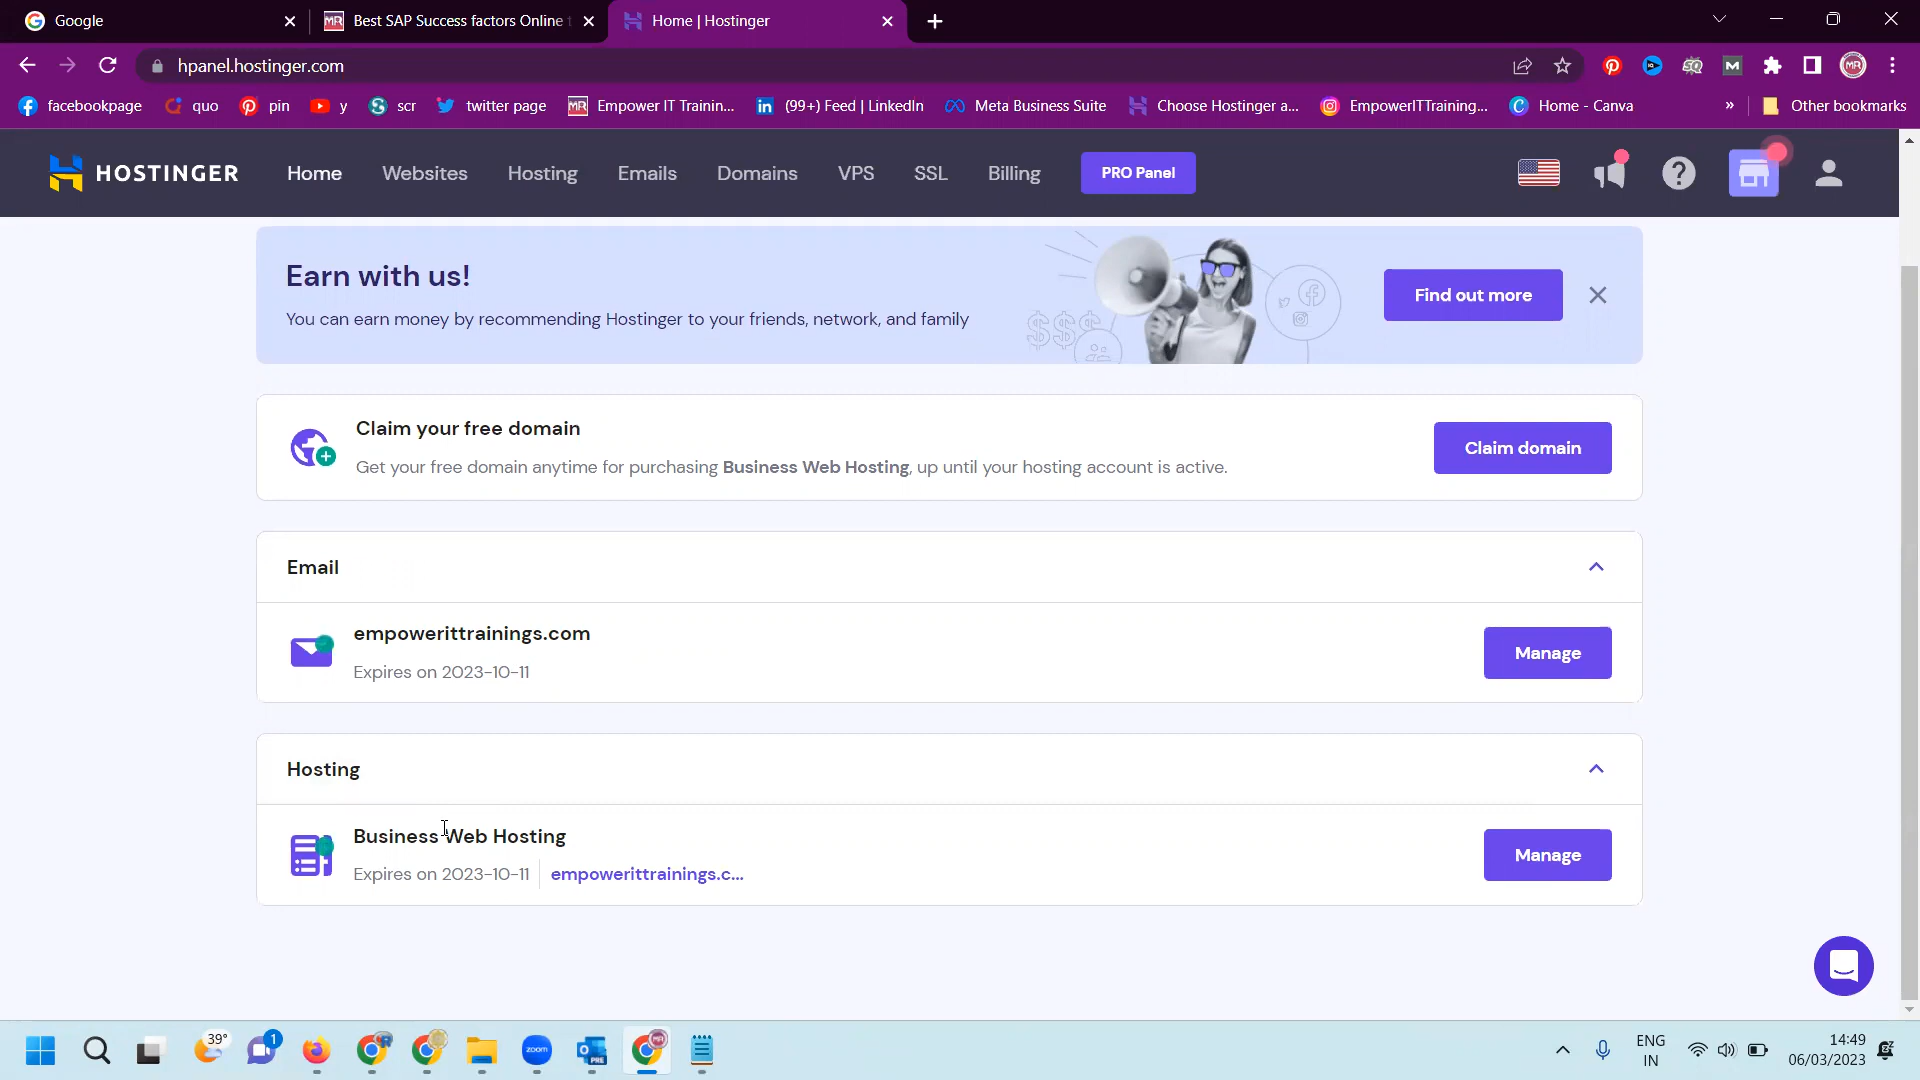 Google
Best SAP Success factors Online t
Home | Hostinger
hpanel.hostinger.com
facebookpage
quo
pin
y
scr
twitter page
Empower IT Trainin...
(99+) Feed | LinkedIn
Meta Business Suite
Choose Hostinger a...
EmpowerITTraining...
Home - Canva
»
Other bookmarks
HOSTINGER
Home
Websites
Hosting
Emails
Domains
VPS
SSL
Billing
PRO Panel
Earn with us!
You can earn money by recommending Hostinger to your friends, network, and family
Find out more
Claim your free domain
Get your free domain anytime for purchasing Business Web Hosting, up until your hosting account is active.
Claim domain
Email
empowerittrainings.com
Expires on 2023-10-11
Manage
Hosting
Business Web Hosting
Expires on 2023-10-11
empowerittrainings.c...
Manage
39°
1
zoom
PRE
ENG
IN
14:49
06/03/2023